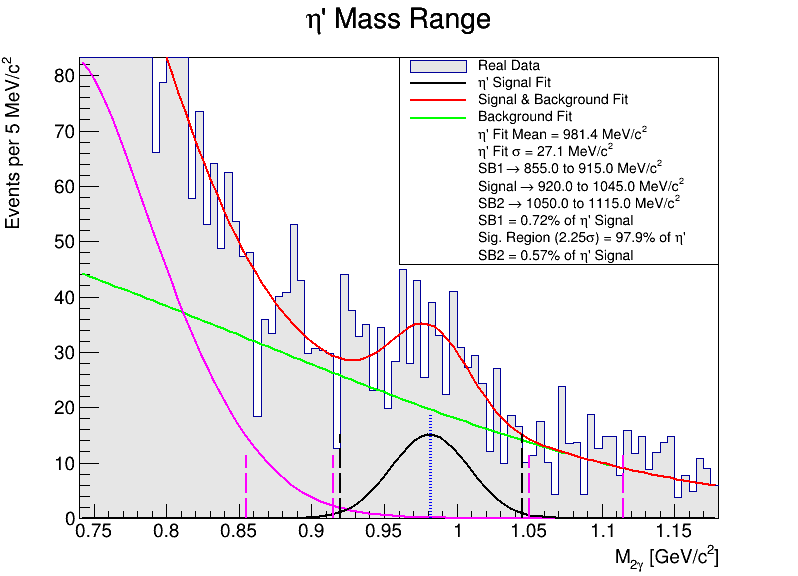 η' Mass Range
Events per 5 MeV/c²
80
70
60
50
40
30
20
10
0
Real Data
η' Signal Fit
Signal & Background Fit
Background Fit
η' Fit Mean = 981.4 MeV/c²
η' Fit σ = 27.1 MeV/c²
SB1 → 855.0 to 915.0 MeV/c²
Signal → 920.0 to 1045.0 MeV/c²
SB2 → 1050.0 to 1115.0 MeV/c²
SB1 = 0.72% of η' Signal
Sig. Region (2.25σ) = 97.9% of η'
SB2 = 0.57% of η' Signal
0.75 0.8 0.85 0.9 0.95 1 1.05 1.1 1.15
M₂γ [GeV/c²]